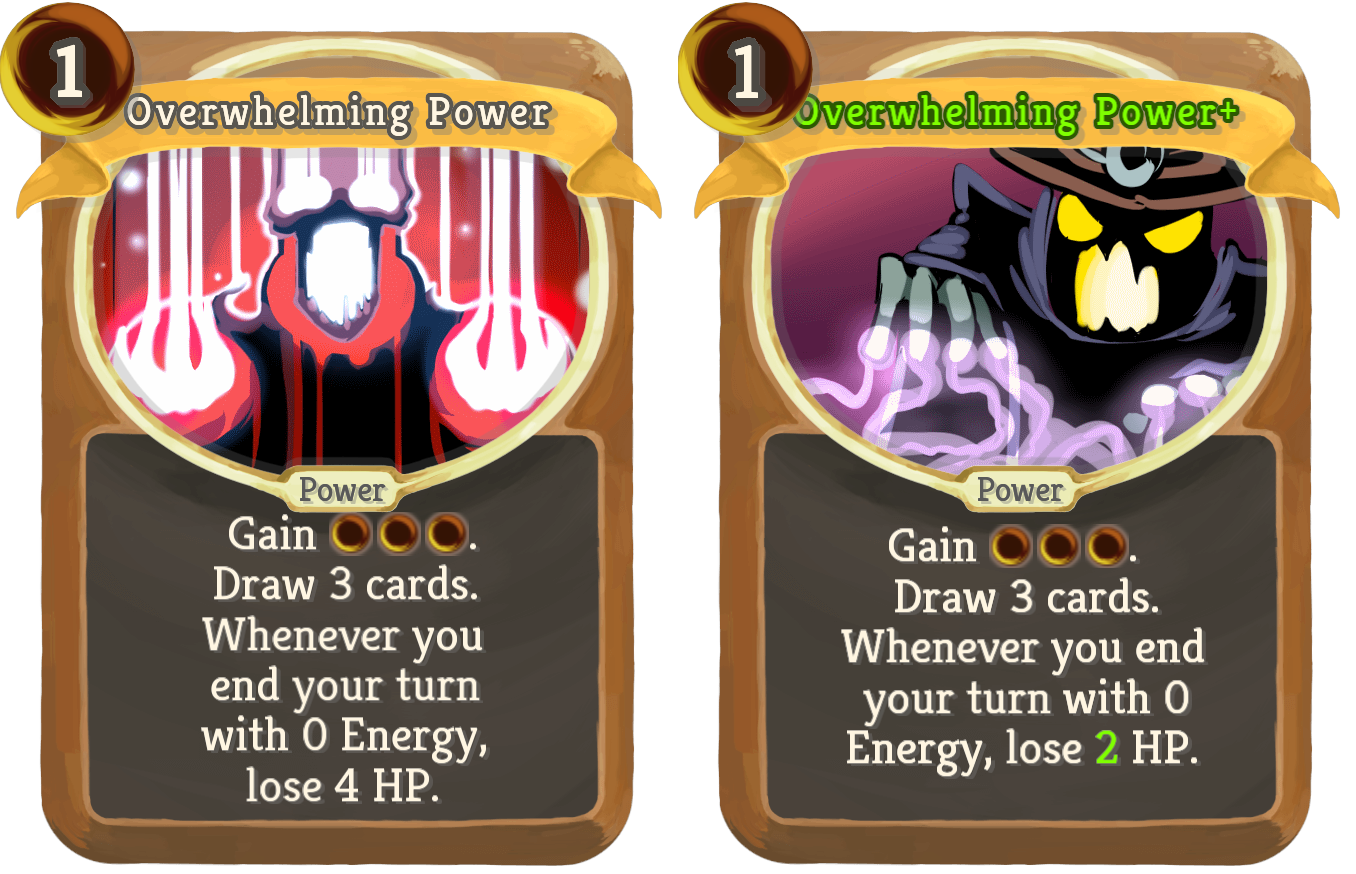 1
Overwhelming Power
Power
Gain .
Draw 3 cards.
Whenever you
end your turn
with 0 Energy,
lose 4 HP.
1
Overwhelming Power+
Power
Gain .
Draw 3 cards.
Whenever you end
your turn with 0
Energy, lose 2 HP.